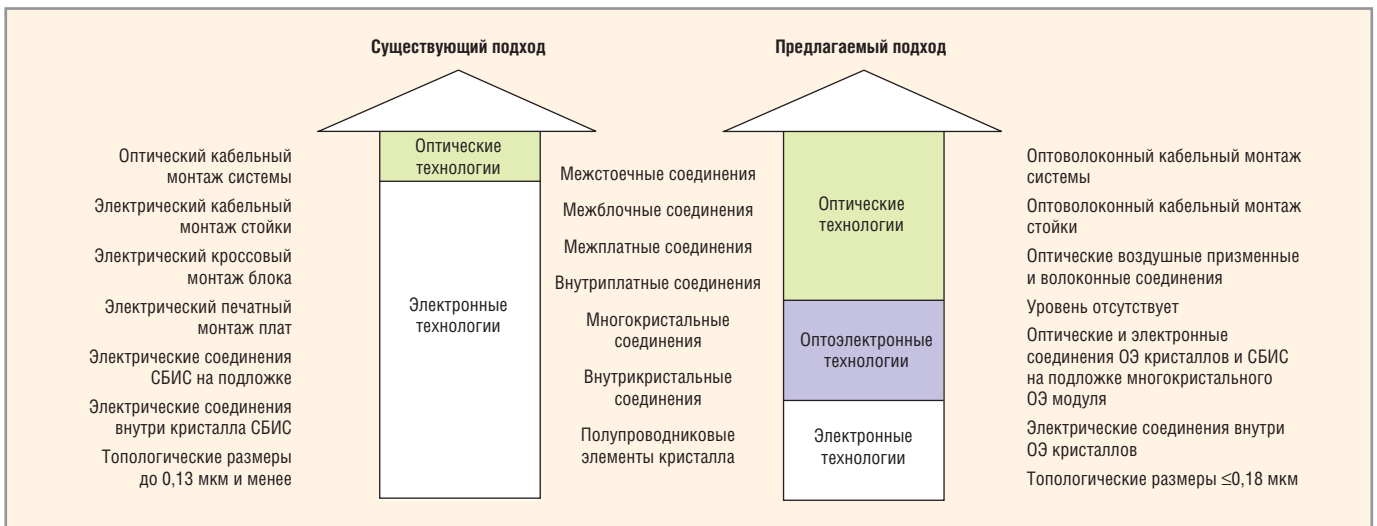 Существующий подход
Предлагаемый подход
Оптический кабельный
монтаж системы
Электрический кабельный
монтаж стойки
Электрический кроссовый
монтаж блока
Электрический печатный
монтаж плат
Электрические соединения
СБИС на подложке
Электрические соединения
внутри кристалла СБИС
Топологические размеры
до 0,13 мкм и менее
Оптические
технологии
Электронные
технологии
Межстоечные соединения
Межблочные соединения
Межплатные соединения
Внутриплатные соединения
Многокристальные
соединения
Внутрикристальные
соединения
Полупроводниковые
элементы кристалла
Оптические
технологии
Оптоэлектронные
технологии
Электронные
технологии
Оптоволоконный кабельный монтаж
системы
Оптоволоконный кабельный монтаж
стойки
Оптические воздушные призменные
и волоконные соединения
Уровень отсутствует
Оптические и электронные
соединения ОЭ кристаллов и СБИС
на подложке многокристального
ОЭ модуля
Электрические соединения внутри
ОЭ кристаллов
Топологические размеры ≤0,18 мкм